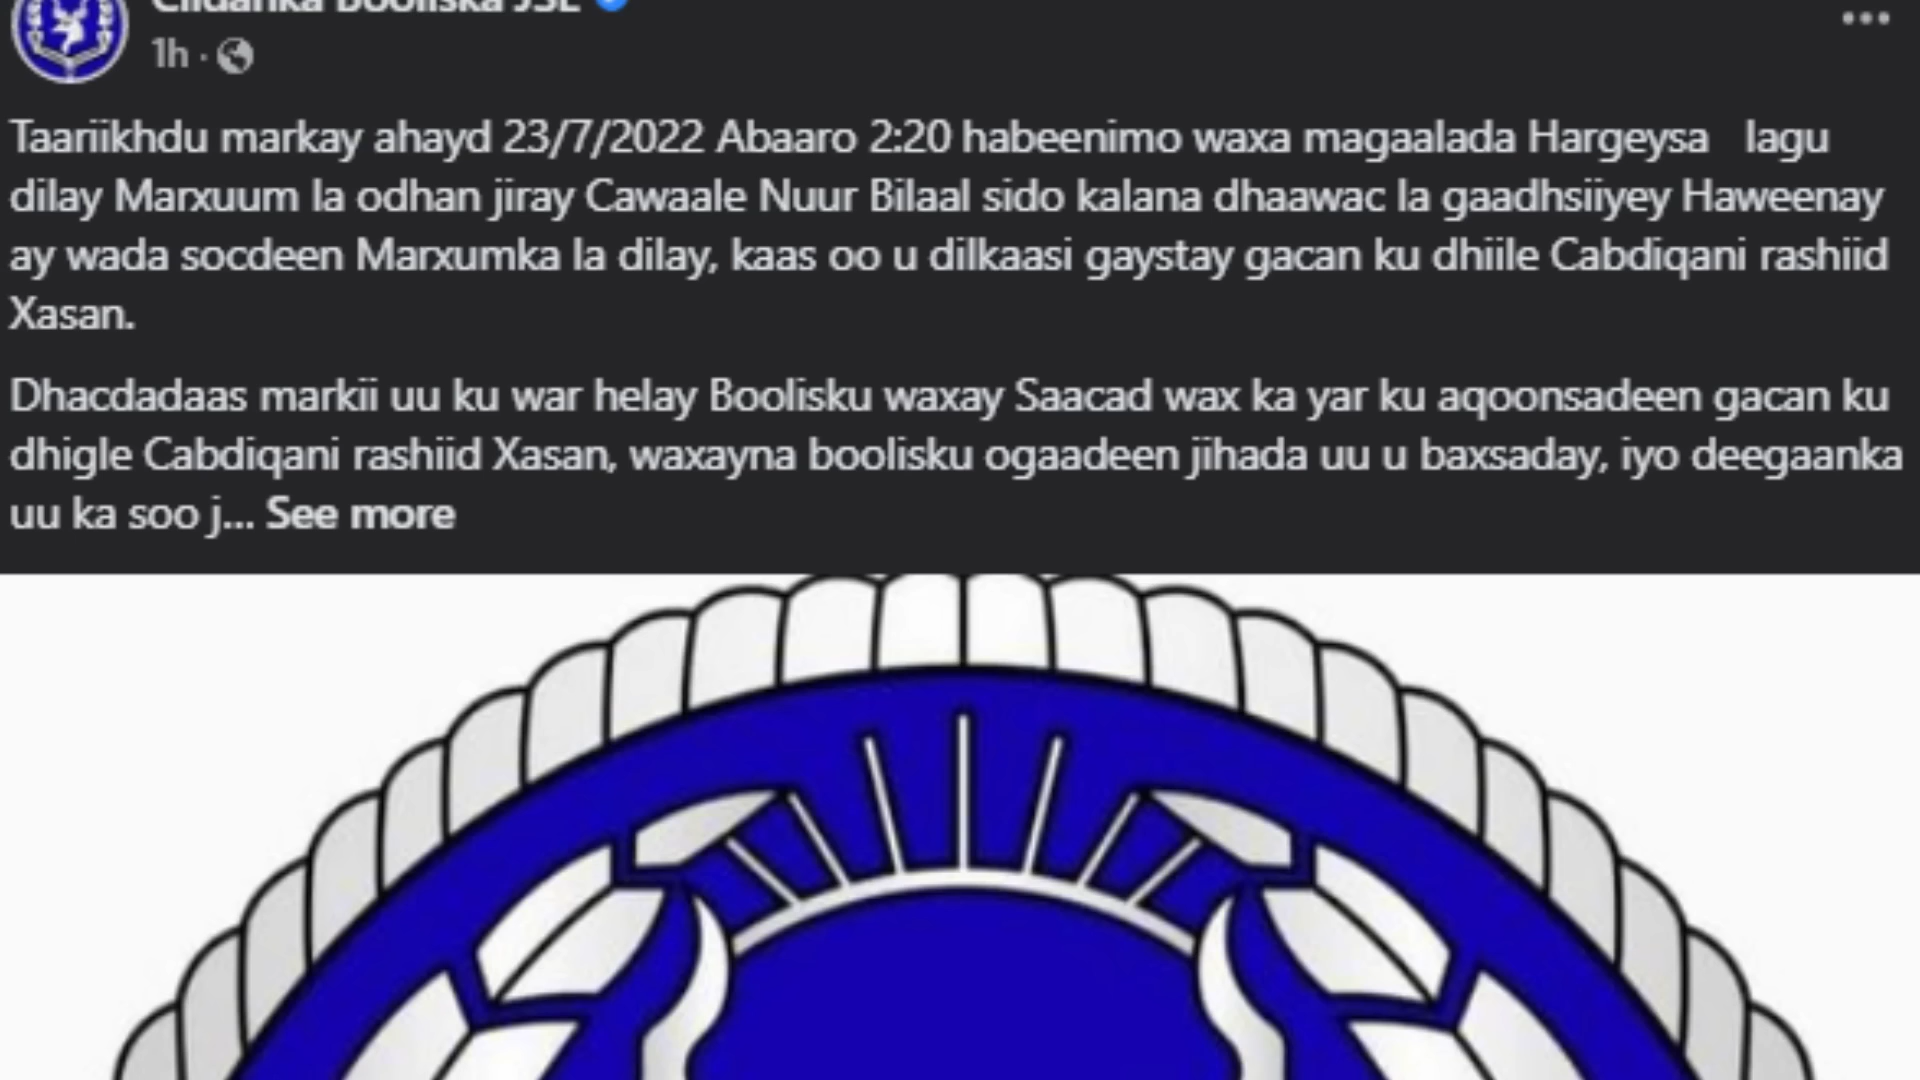 Ciidanka Booliska JSL
1h ·
Taariikhdu markay ahayd 23/7/2022 Abaaro 2:20 habeenimo waxa magaalada Hargeysa lagu
dilay Marxuum la odhan jiray Cawaale Nuur Bilaal sido kalana dhaawac la gaadhsiiyey Haweenay
ay wada socdeen Marxumka la dilay, kaas oo u dilkaasi gaystay gacan ku dhiile Cabdiqani rashiid
Xasan.
Dhacdadaas markii uu ku war helay Boolisku waxay Saacad wax ka yar ku aqoonsadeen gacan ku
dhigle Cabdiqani rashiid Xasan, waxayna boolisku ogaadeen jihada uu u baxsaday, iyo deegaanka
uu ka soo j... See more